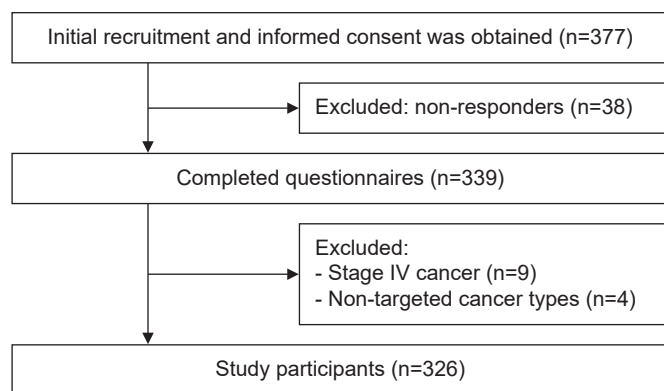 Initial recruitment and informed consent was obtained (n=377)
Excluded: non-responders (n=38)
Completed questionnaires (n=339)
Excluded:
- Stage IV cancer (n=9)
- Non-targeted cancer types (n=4)
Study participants (n=326)